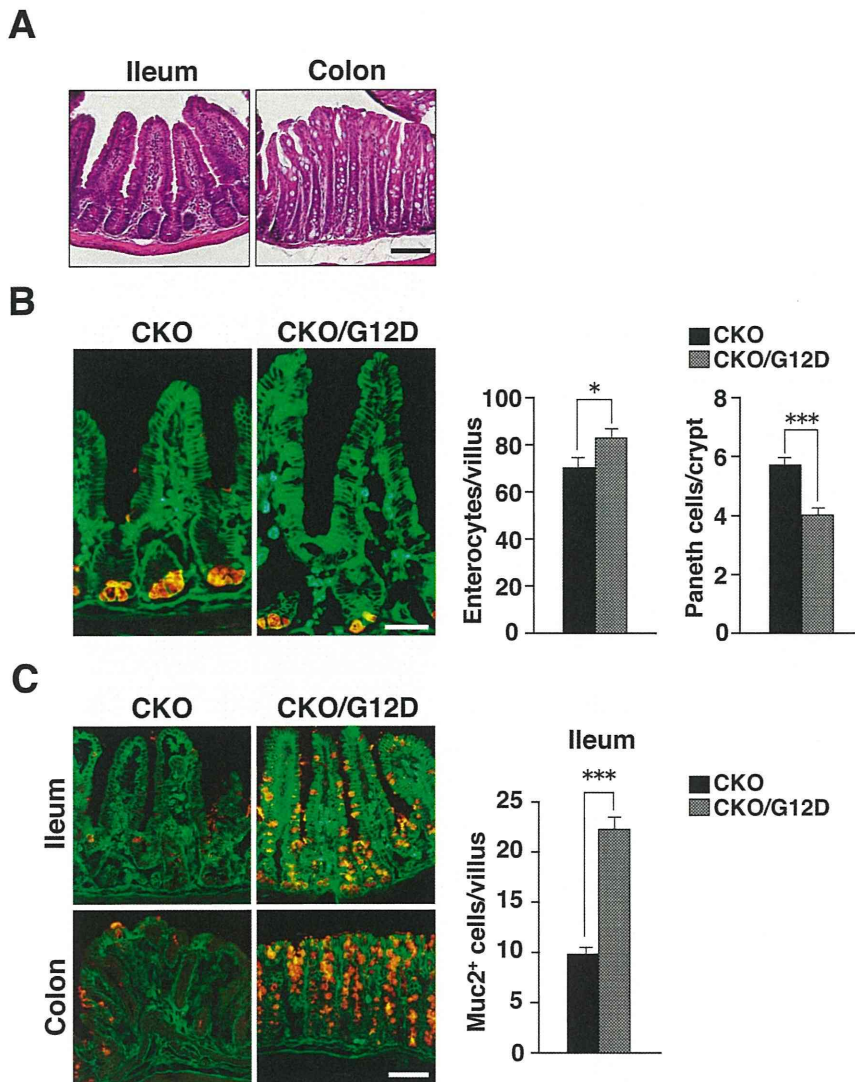 A
Ileum
Colon
B
CKO
CKO/G12D
Enterocytes/villus
100
80
60
40
20
0
*
CKO
CKO/G12D
Paneth cells/crypt
8
6
4
2
0
***
C
CKO
CKO/G12D
Ileum
Colon
Ileum
Muc2⁺ cells/villus
25
20
15
10
5
0
***
CKO
CKO/G12D